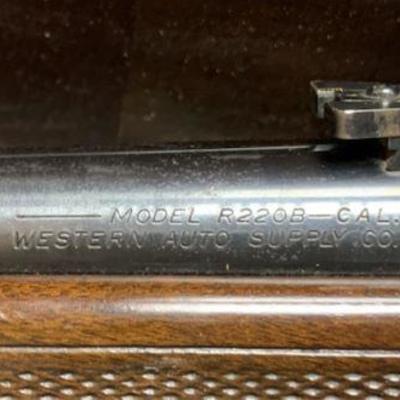 MODEL R220B—CAL.
WESTERN AUTO SUPPLY CO.